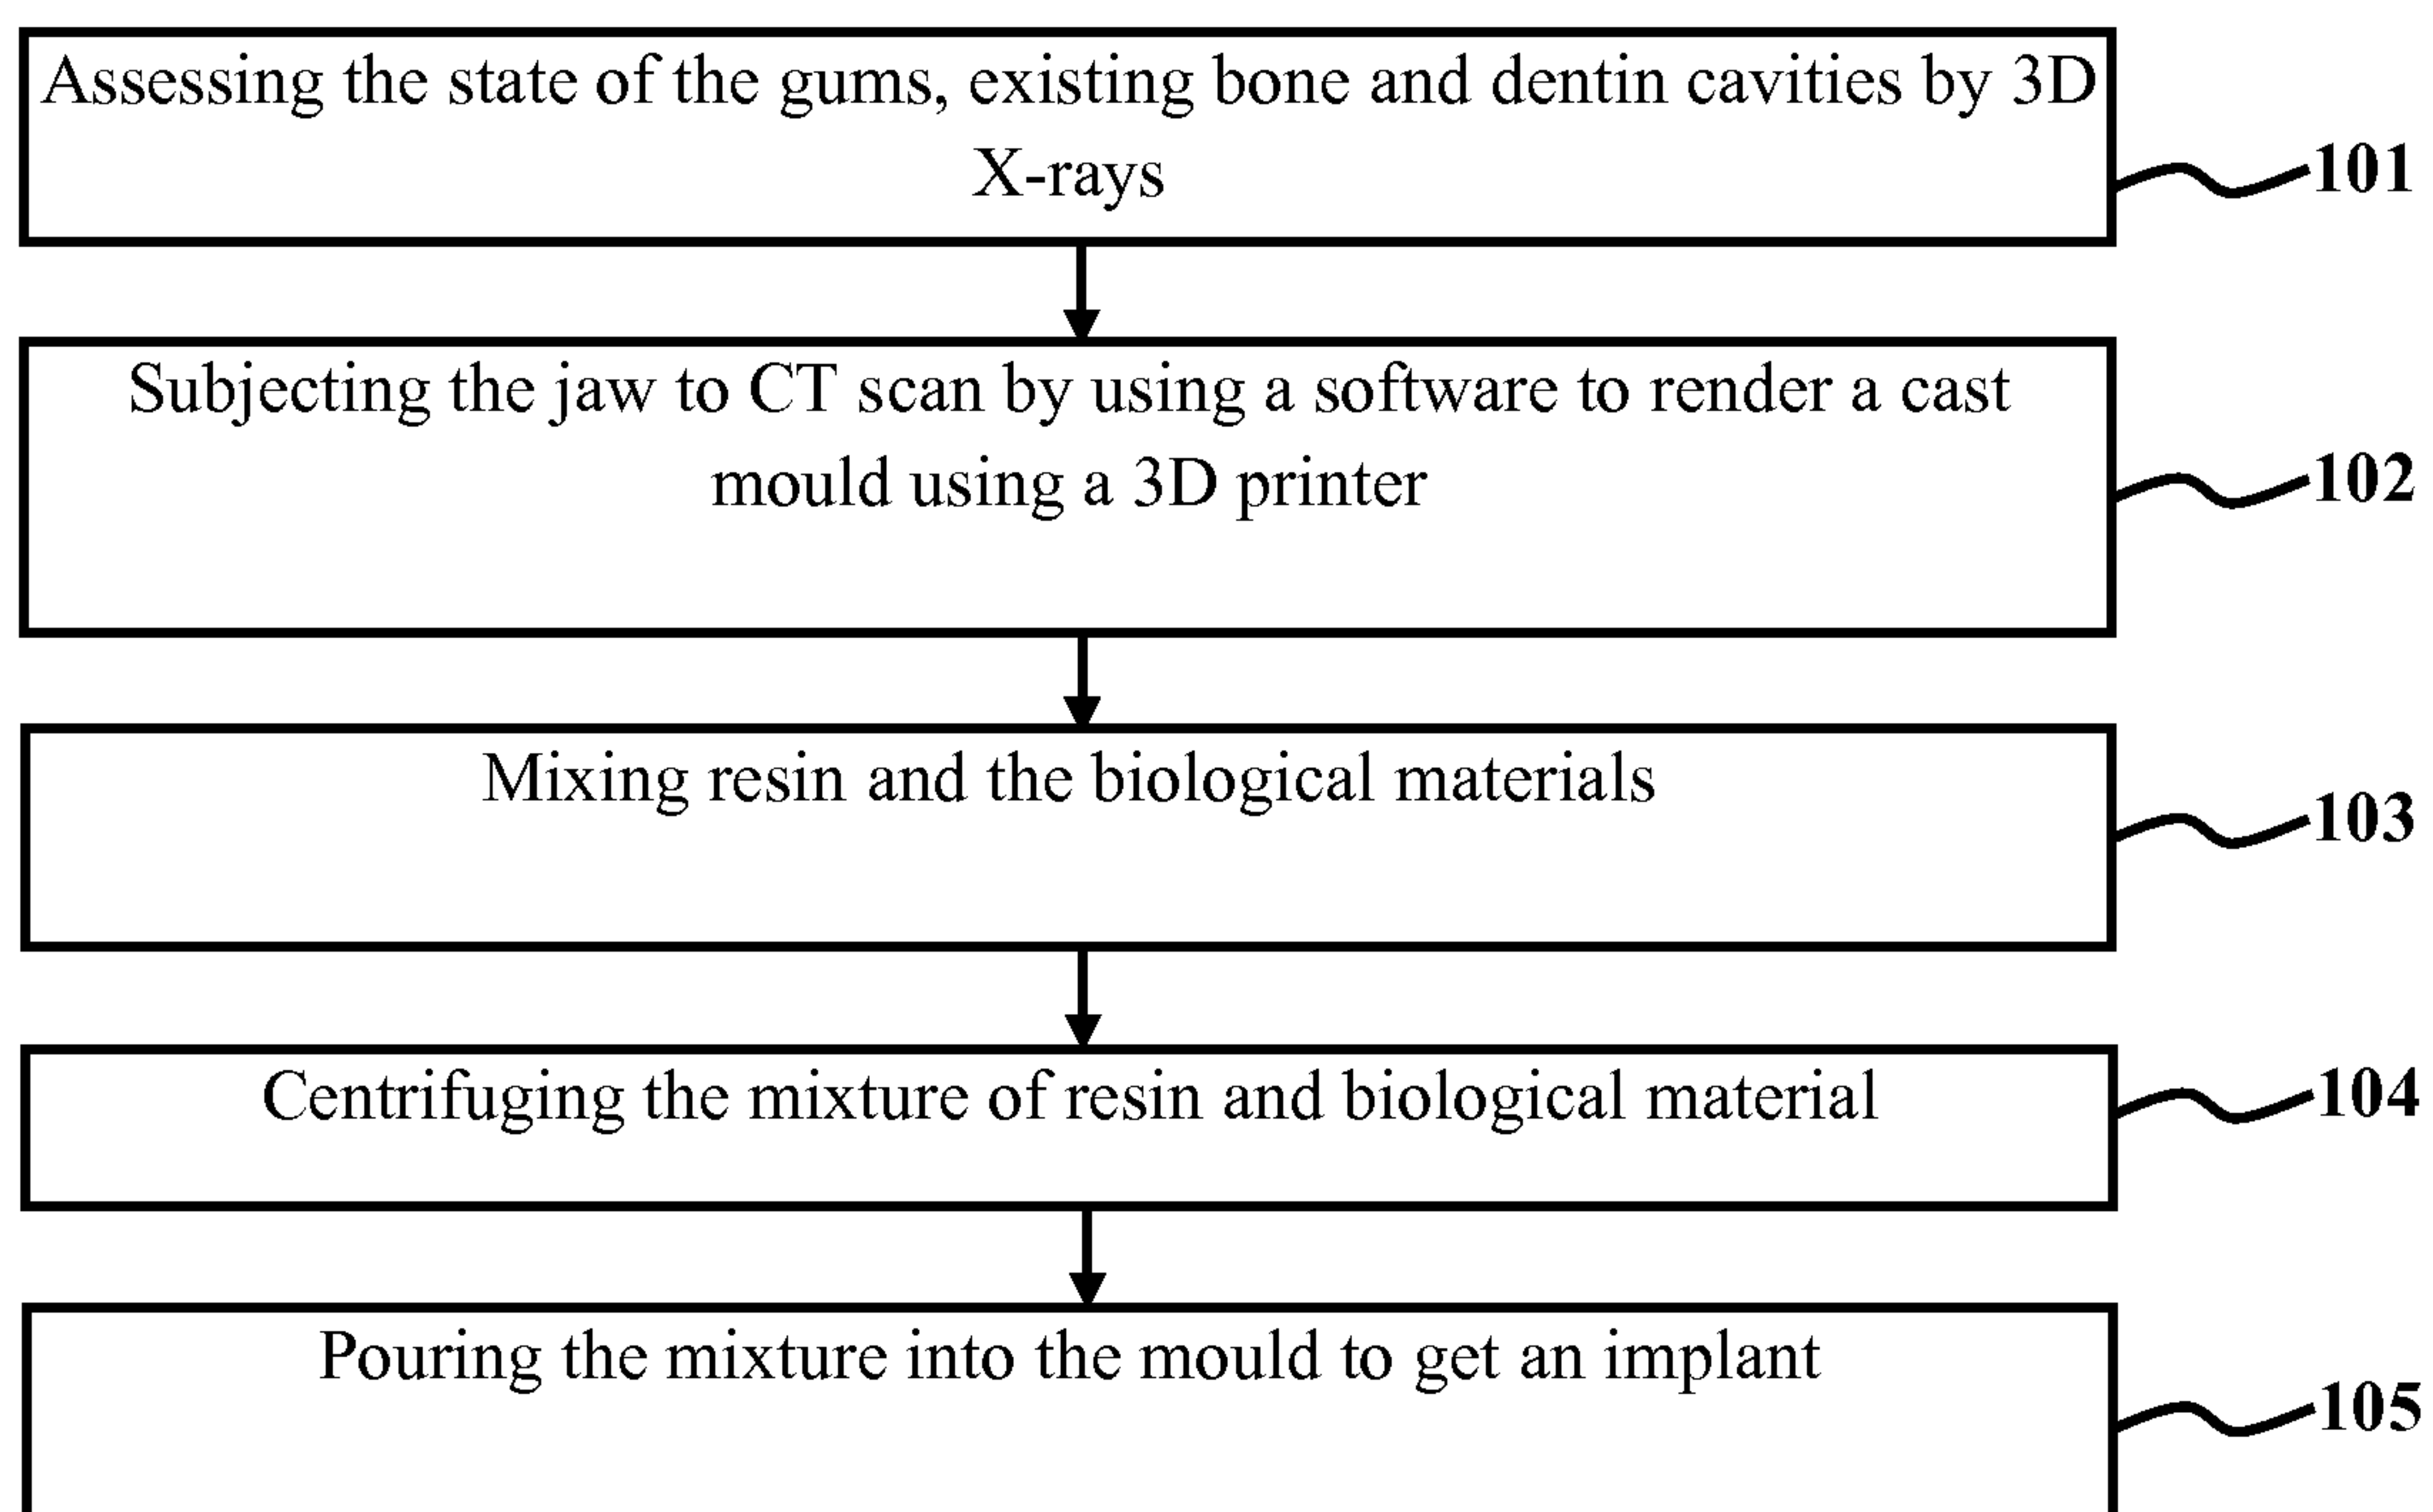 Assessing the state of the gums, existing bone and dentin cavities by 3D
X-rays
101
Subjecting the jaw to CT scan by using a software to render a cast
mould using a 3D printer
102
Mixing resin and the biological materials
103
Centrifuging the mixture of resin and biological material
104
Pouring the mixture into the mould to get an implant
105